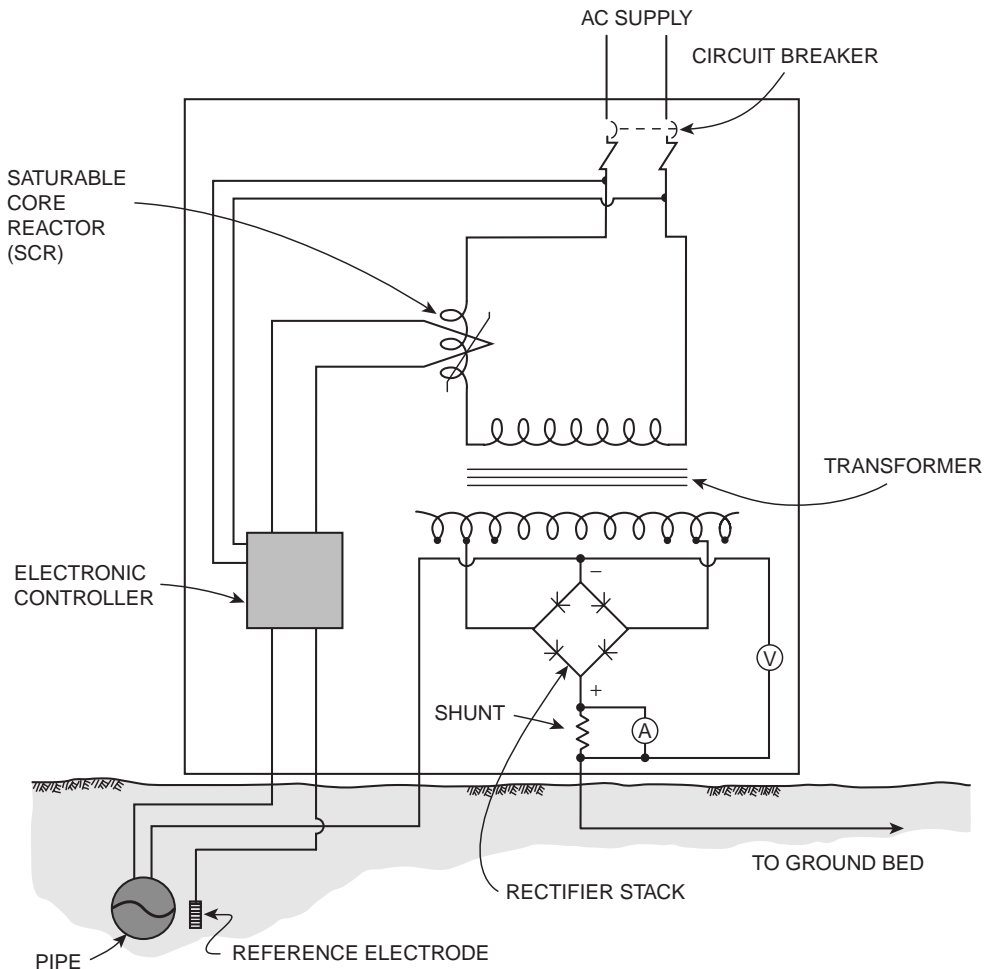 AC SUPPLY
CIRCUIT BREAKER
SATURABLE
CORE
REACTOR
(SCR)
TRANSFORMER
ELECTRONIC
CONTROLLER
−
V
+
SHUNT
A
TO GROUND BED
RECTIFIER STACK
REFERENCE ELECTRODE
PIPE